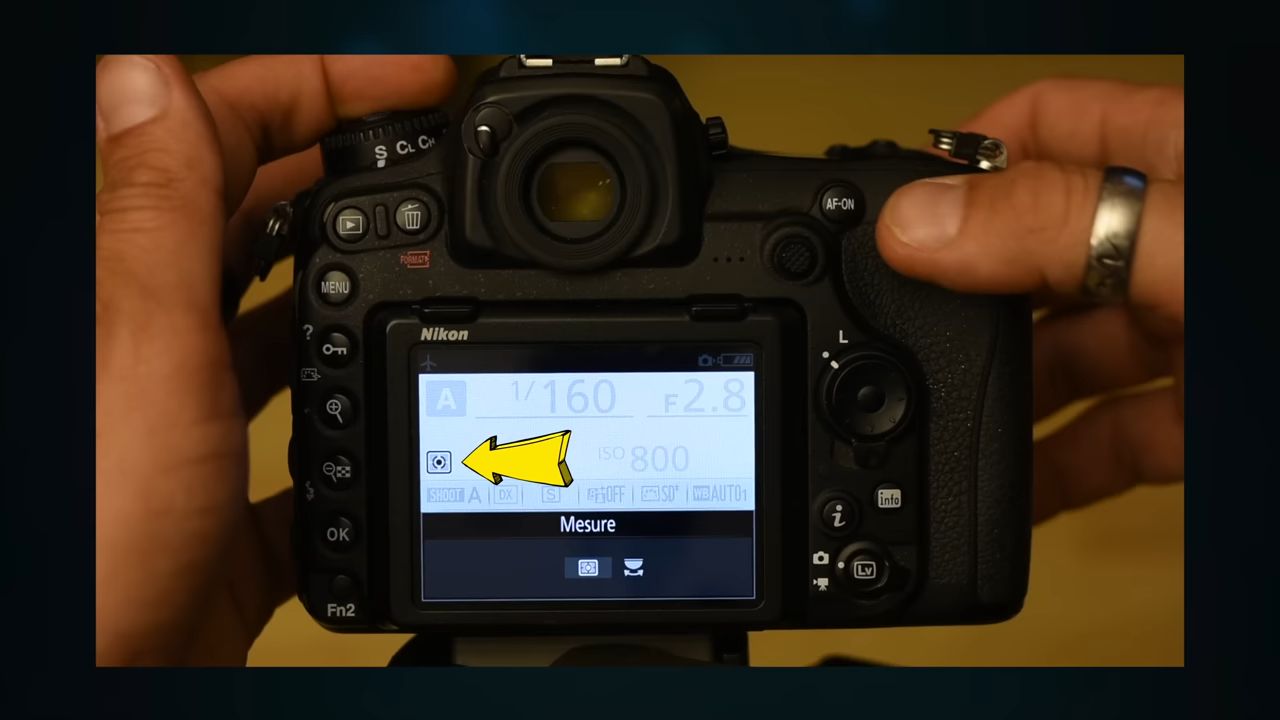 S CL CH
AF-ON
FORMAT
MENU
?
L
Nikon
A 1/160 F2.8
ISO 800
SHOOT A DX S OFF SD WB AUTO1
info
i
Mesure
OK
Lv
Fn2